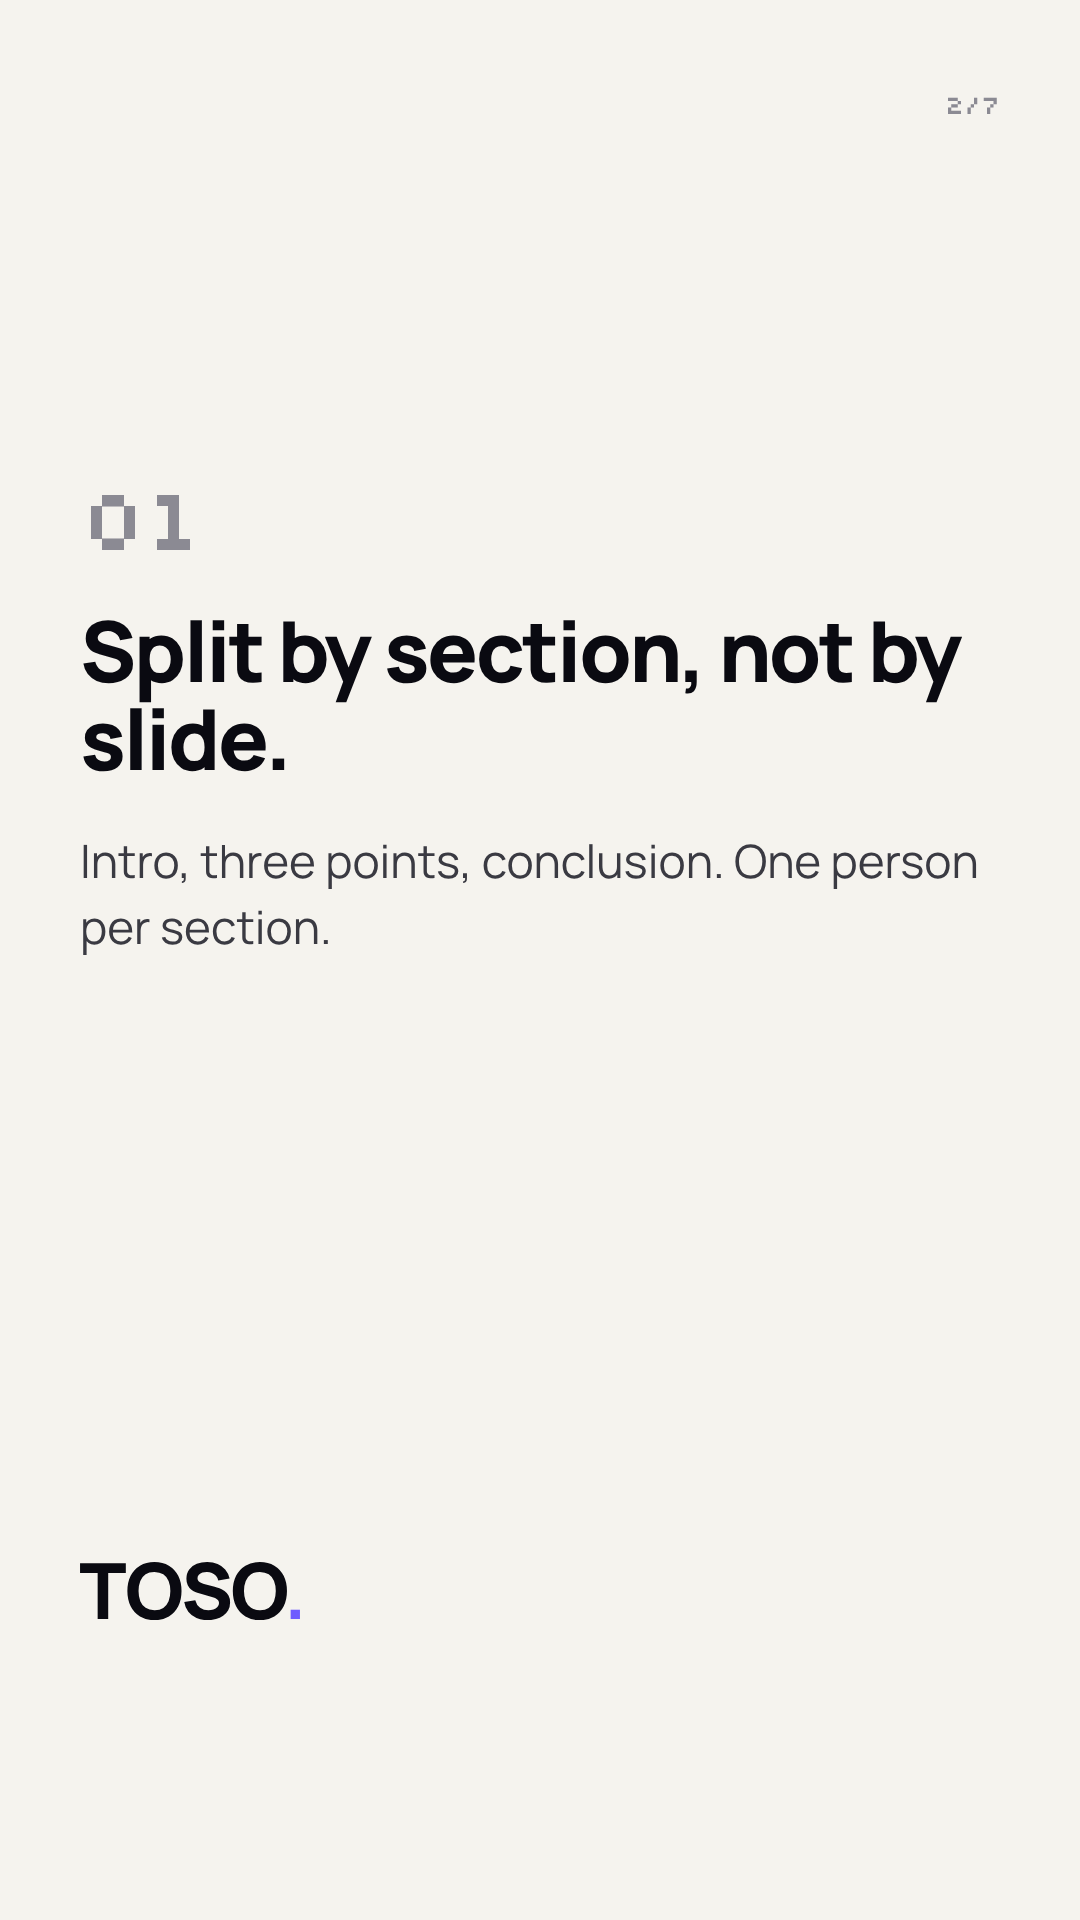 2/7
01
Split by section, not by
slide.
Intro, three points, conclusion. One person
per section.
TOSO.